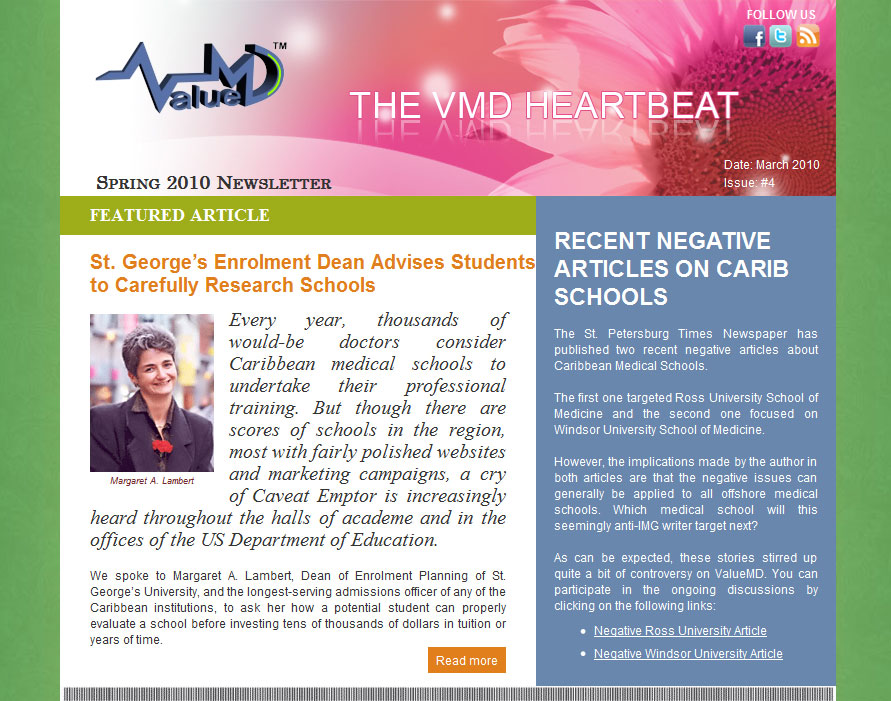 FOLLOW US
ValueMD™
THE VMD HEARTBEAT
Date: March 2010
Issue: #4
SPRING 2010 NEWSLETTER
FEATURED ARTICLE
St. George's Enrolment Dean Advises Students
to Carefully Research Schools
Every year, thousands of
would-be doctors consider
Caribbean medical schools to
undertake their professional
training. But though there are
scores of schools in the region,
most with fairly polished websites
and marketing campaigns, a cry
of Caveat Emptor is increasingly
heard throughout the halls of academe and in the
offices of the US Department of Education.
Margaret A. Lambert
We spoke to Margaret A. Lambert, Dean of Enrolment Planning of St.
George's University, and the longest-serving admissions officer of any of the
Caribbean institutions, to ask her how a potential student can properly
evaluate a school before investing tens of thousands of dollars in tuition or
years of time.
Read more
RECENT NEGATIVE
ARTICLES ON CARIB
SCHOOLS
The St. Petersburg Times Newspaper has
published two recent negative articles about
Caribbean Medical Schools.
The first one targeted Ross University School of
Medicine and the second one focused on
Windsor University School of Medicine.
However, the implications made by the author in
both articles are that the negative issues can
generally be applied to all offshore medical
schools. Which medical school will this
seemingly anti-IMG writer target next?
As can be expected, these stories stirred up
quite a bit of controversy on ValueMD. You can
participate in the ongoing discussions by
clicking on the following links:
• Negative Ross University Article
• Negative Windsor University Article